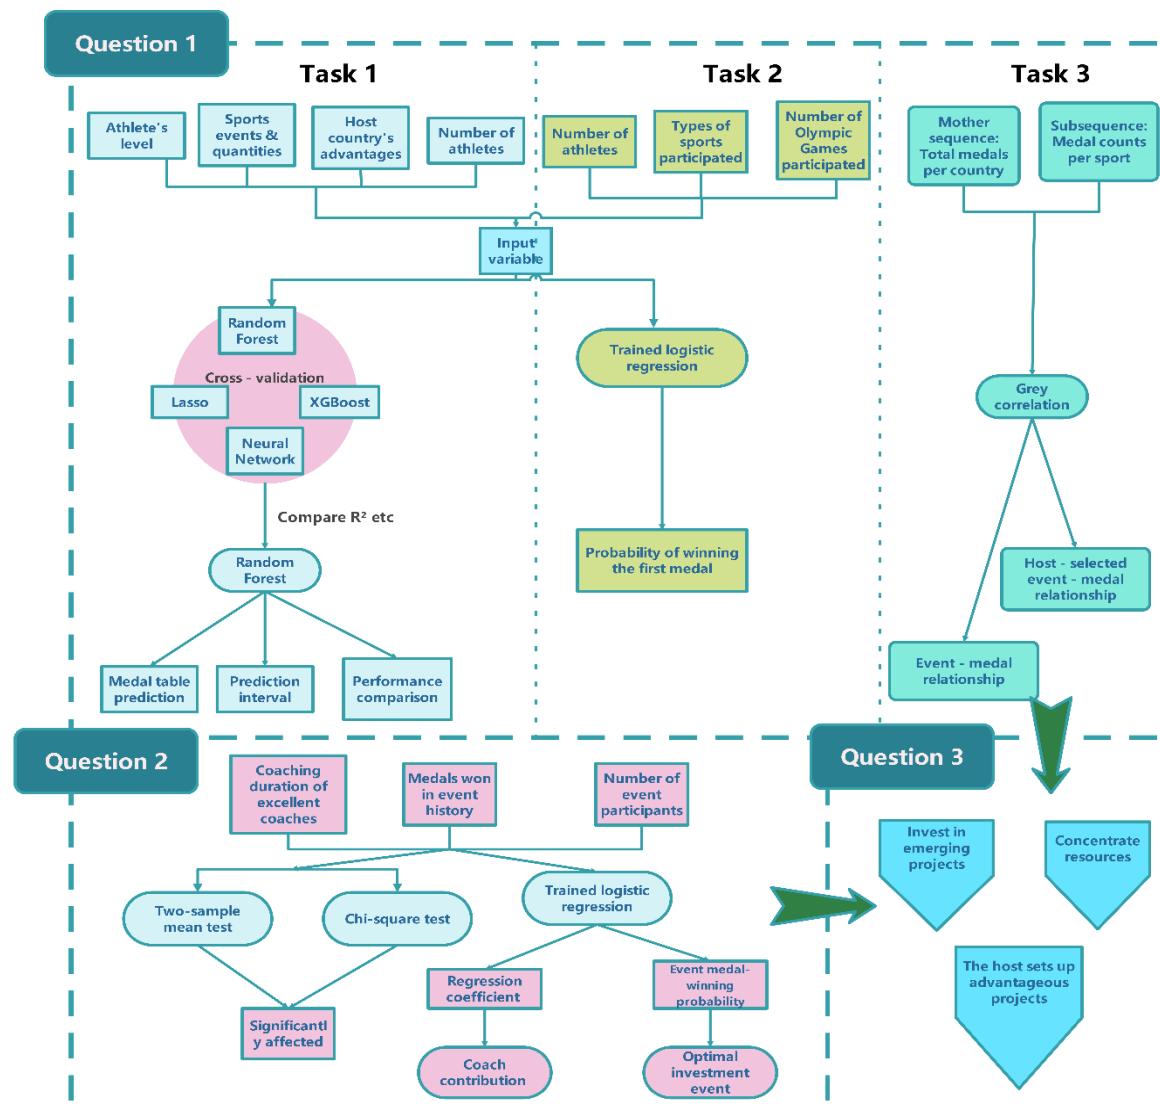 Question 1
Task 1
Task 2
Task 3
Athlete's
level
Sports
events &
quantities
Host
country's
advantages
Number of
athletes
Number of
athletes
Types of
sports
participated
Number of
Olympic
Games
participated
Mother
sequence:
Total medals
per country
Subsequence:
Medal counts
per sport
Input
variable
Random
Forest
Cross - validation
Lasso
XGBoost
Neural
Network
Compare R² etc
Random
Forest
Medal table
prediction
Prediction
interval
Performance
comparison
Trained logistic
regression
Probability of winning
the first medal
Grey
correlation
Host - selected
event - medal
relationship
Event - medal
relationship
Question 2
Coaching
duration of
excellent
coaches
Medals won
in event
history
Number of
event
participants
Two-sample
mean test
Chi-square test
Trained logistic
regression
Significantl
y affected
Regression
coefficient
Event medal-
winning
probability
Coach
contribution
Optimal
investment
event
Question 3
Invest in
emerging
projects
Concentrate
resources
The host sets up
advantageous
projects